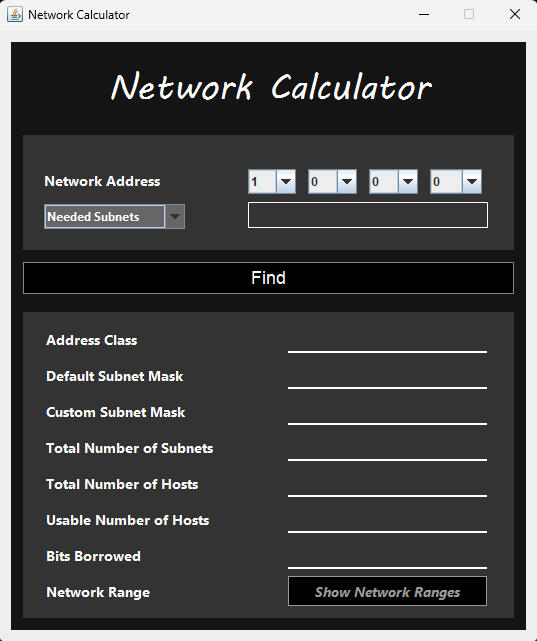 Network Calculator
Network Calculator
Network Address 1 0 0 0
Needed Subnets
Find
Address Class
Default Subnet Mask
Custom Subnet Mask
Total Number of Subnets
Total Number of Hosts
Usable Number of Hosts
Bits Borrowed
Network Range Show Network Ranges